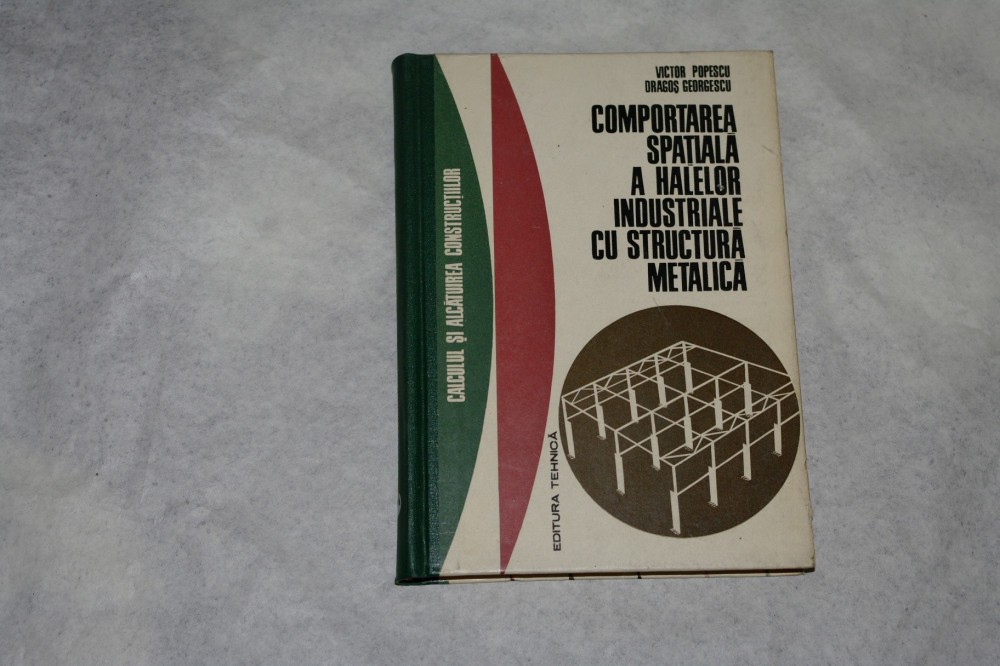 VICTOR POPESCU
DRAGOȘ GEORGESCU
COMPORTAREA
SPAȚIALĂ
A HALELOR
INDUSTRIALE
CU STRUCTURĂ
METALICĂ
CALCULUL ȘI ALCĂTUIREA CONSTRUCȚIILOR
EDITURA TEHNICĂ